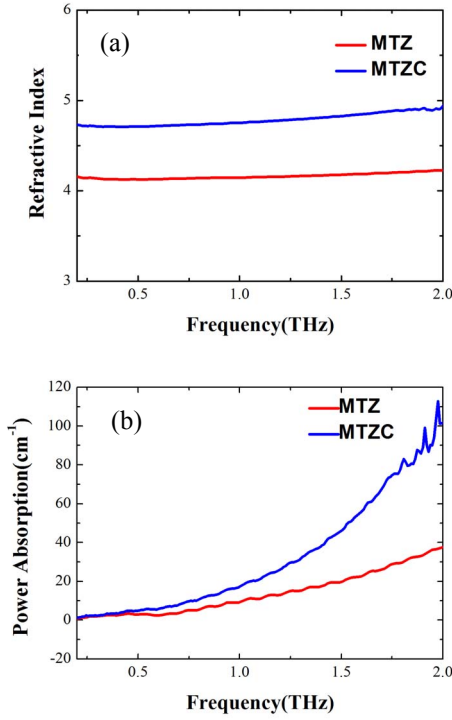 6
(a)
MTZ
MTZC
5
Refractive Index
4
3
0.5
1.0
1.5
2.0
Frequency(THz)
120
MTZ
100
(b)
MTZC
80
60
Power Absorption(cm⁻¹)
40
20
0
-20
0.5
1.0
1.5
2.0
Frequency(THz)